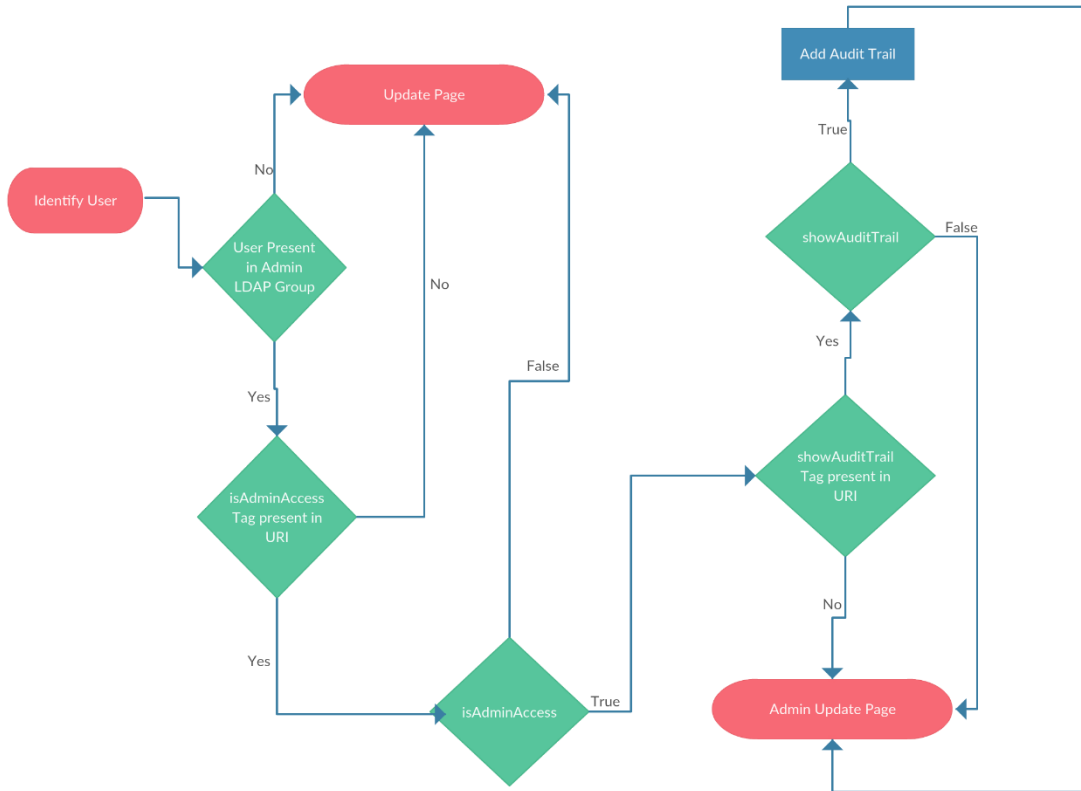 Add Audit Trail
Update Page
True
No
Identify User
showAuditTrail
False
User Present
in Admin
LDAP Group
No
Yes
False
Yes
showAuditTrail
Tag present in
URI
isAdminAccess
Tag present in
URI
No
Yes
True
isAdminAccess
Admin Update Page